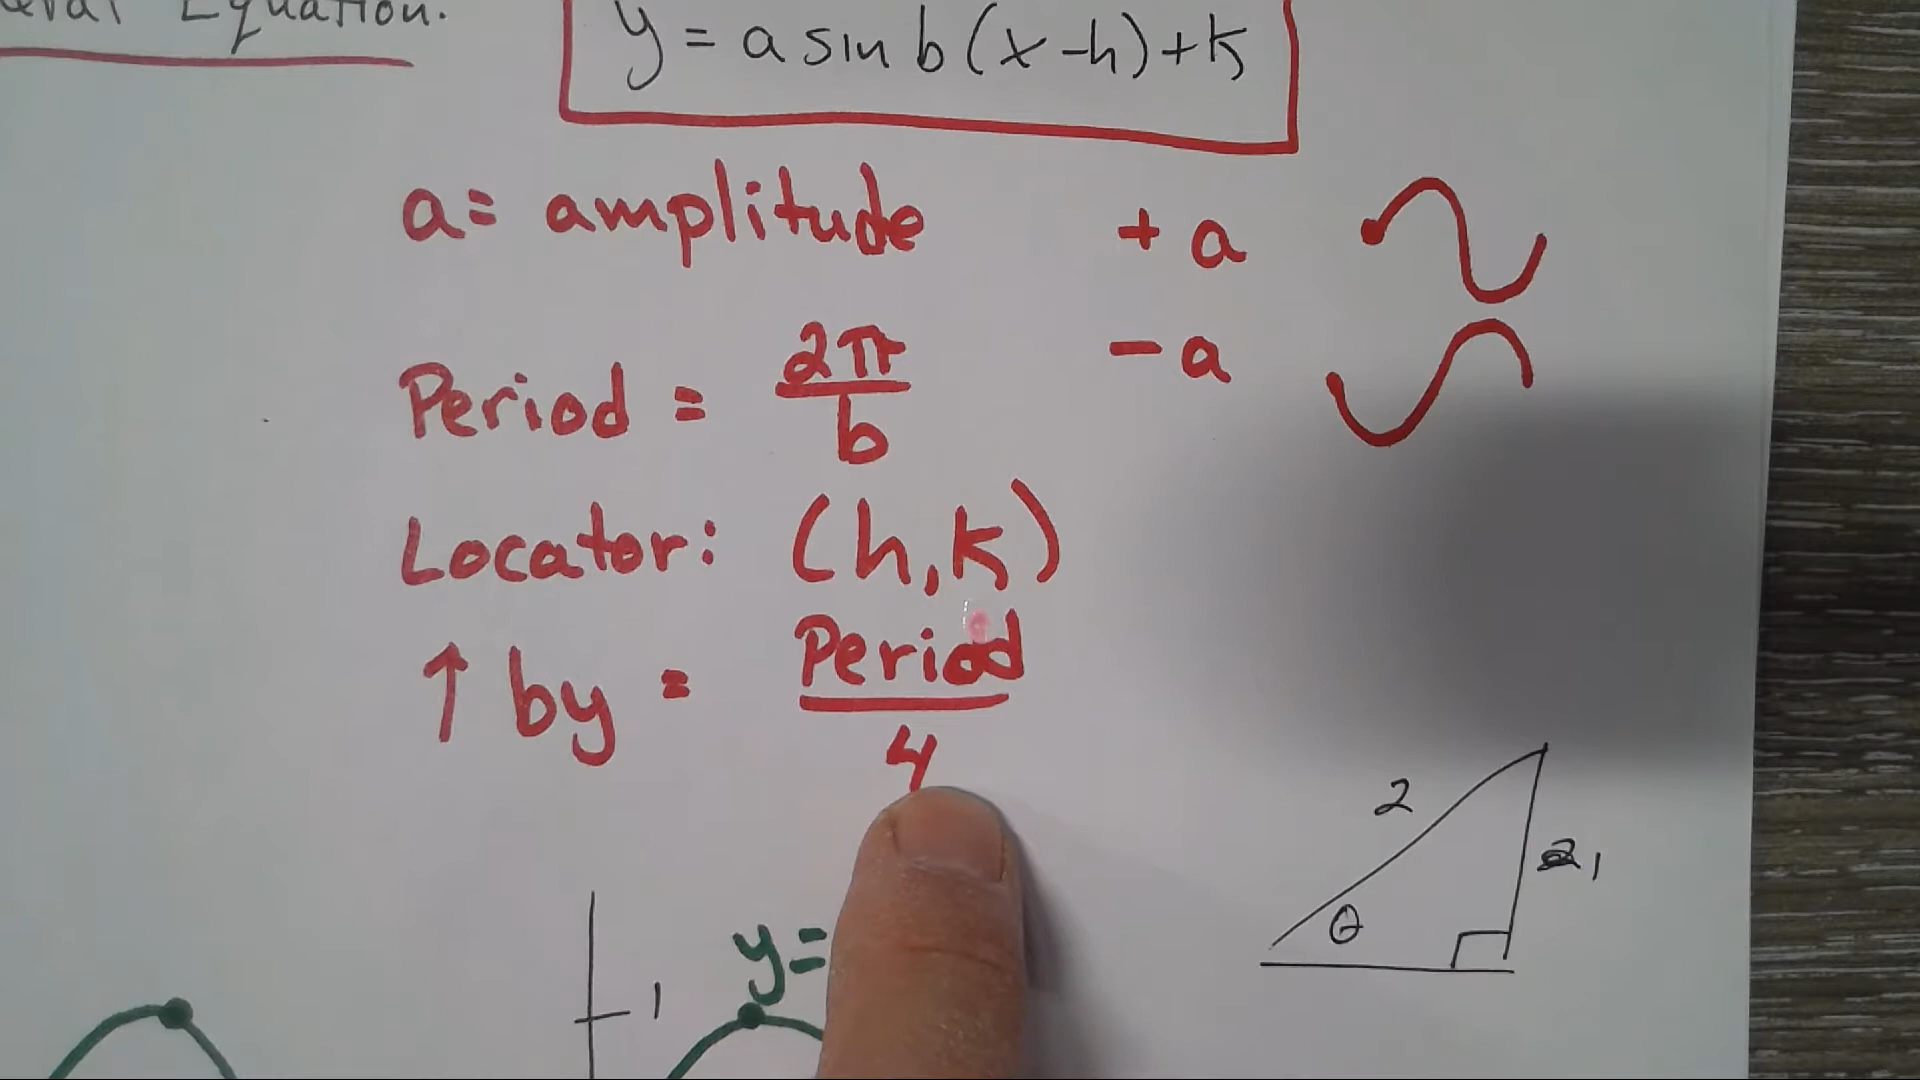 Equation.
y = a sin b (x-h)+k
a= amplitude + a
- a
Period = 2π/b
Locator: (h,k)
↑ by = Period/4
2
1
θ
y=
1